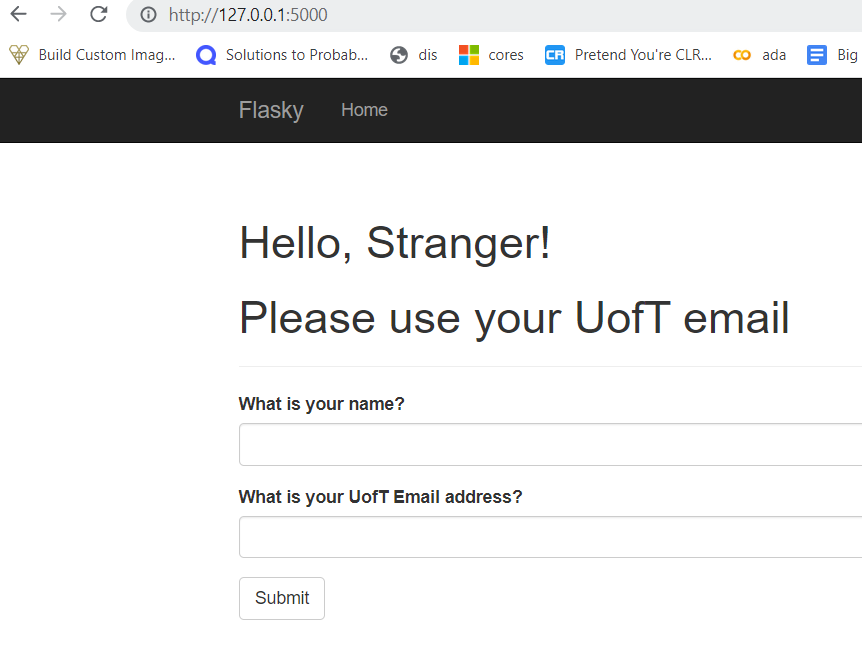 http://127.0.0.1:5000
Build Custom Imag... Solutions to Probab... dis cores CR Pretend You're CLR... CO ada Big
Flasky Home
Hello, Stranger!
Please use your UofT email
What is your name?
What is your UofT Email address?
Submit